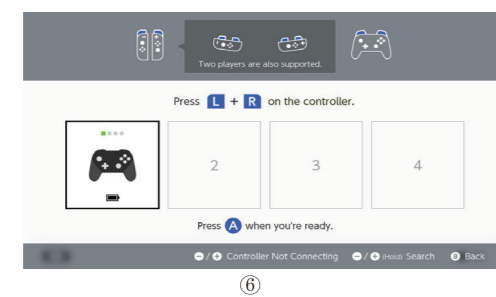 Two players are also supported.
Press L + R on the controller.
2 3 4
Press A when you're ready.
⊖/⊕ Controller Not Connecting ⊖/⊕ (Hold) Search B Back
⑥